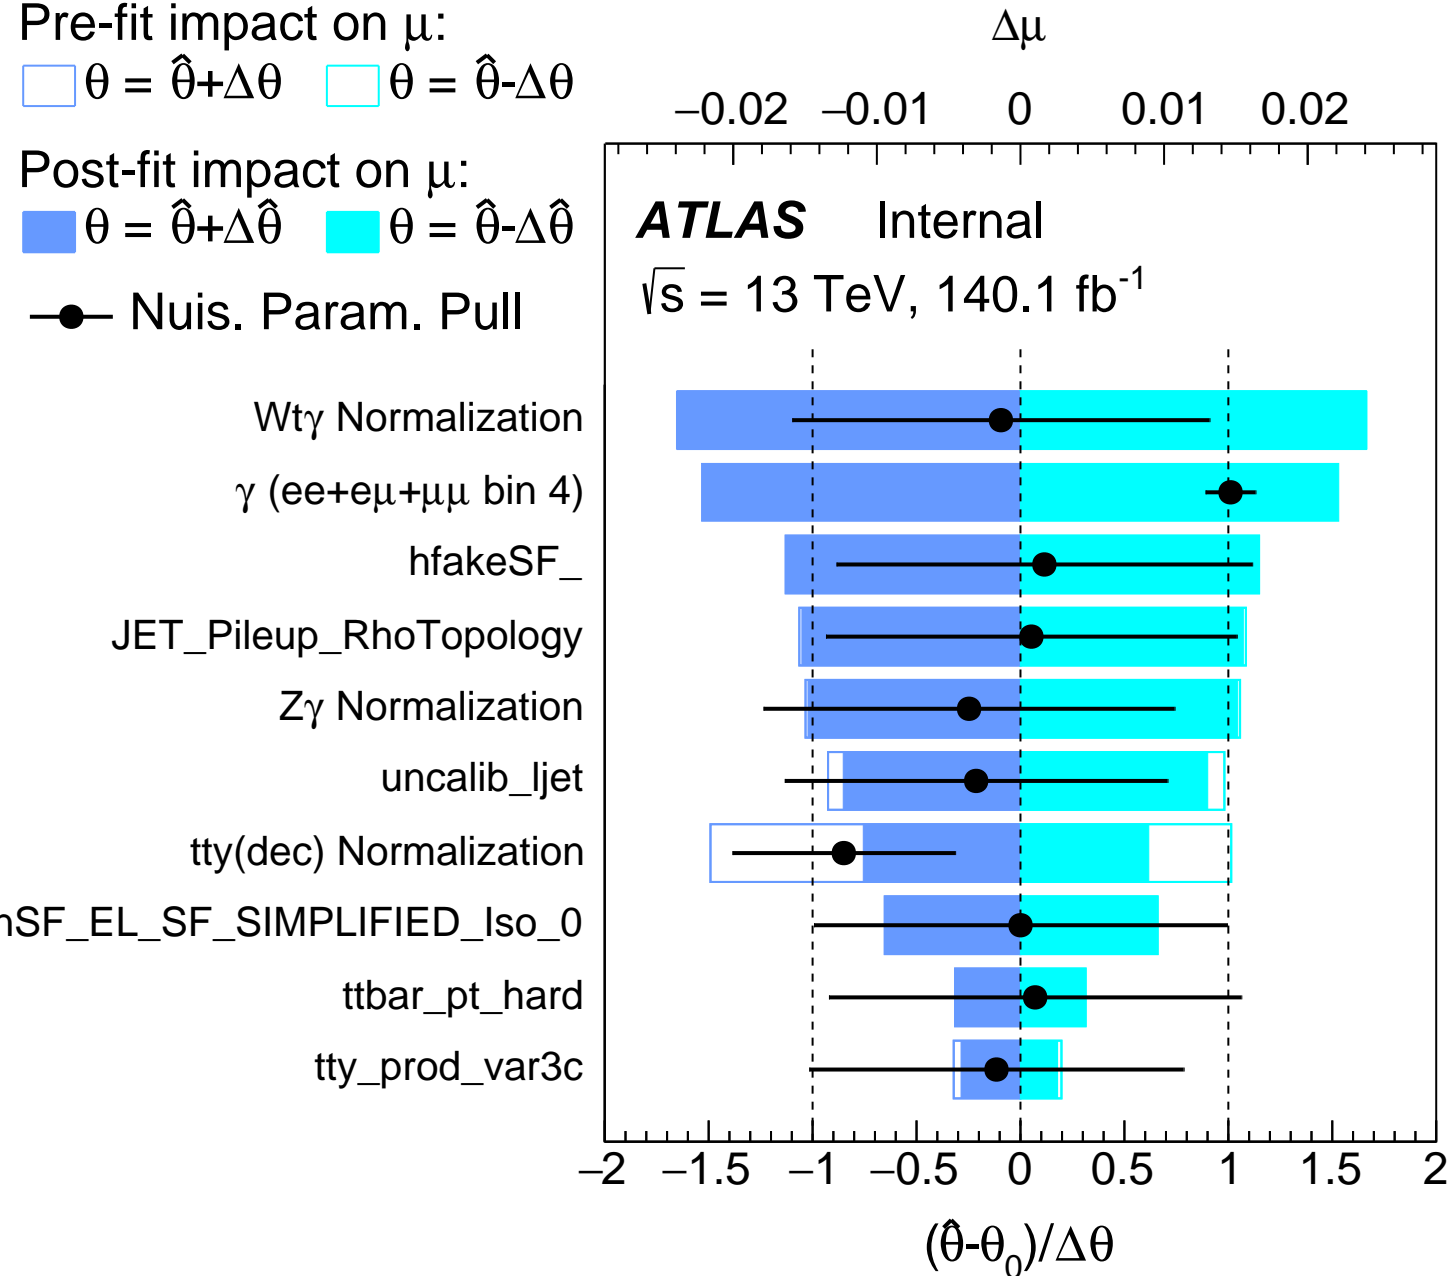 Pre-fit impact on μ:
θ = θ̂+Δθ θ = θ̂-Δθ
Post-fit impact on μ:
θ = θ̂+Δθ̂ θ = θ̂-Δθ̂
Nuis. Param. Pull
Δμ
−0.02 −0.01 0 0.01 0.02
ATLAS Internal
√s = 13 TeV, 140.1 fb⁻¹
Wtγ Normalization
γ (ee+eμ+μμ bin 4)
hfakeSF_
JET_Pileup_RhoTopology
Zγ Normalization
uncalib_ljet
tty(dec) Normalization
nSF_EL_SF_SIMPLIFIED_Iso_0
ttbar_pt_hard
tty_prod_var3c
−2 −1.5 −1 −0.5 0 0.5 1 1.5 2
(θ̂-θ₀)/Δθ